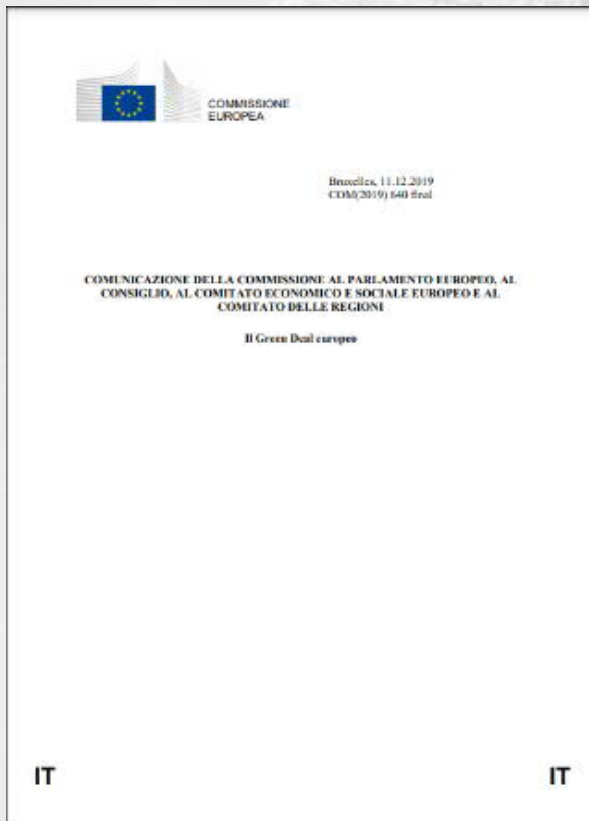 COMMISSIONE
EUROPEA
Bruxelles, 11.12.2019
COM(2019) 640 final
COMUNICAZIONE DELLA COMMISSIONE AL PARLAMENTO EUROPEO, AL
CONSIGLIO, AL COMITATO ECONOMICO E SOCIALE EUROPEO E AL
COMITATO DELLE REGIONI
Il Green Deal europeo
IT
IT